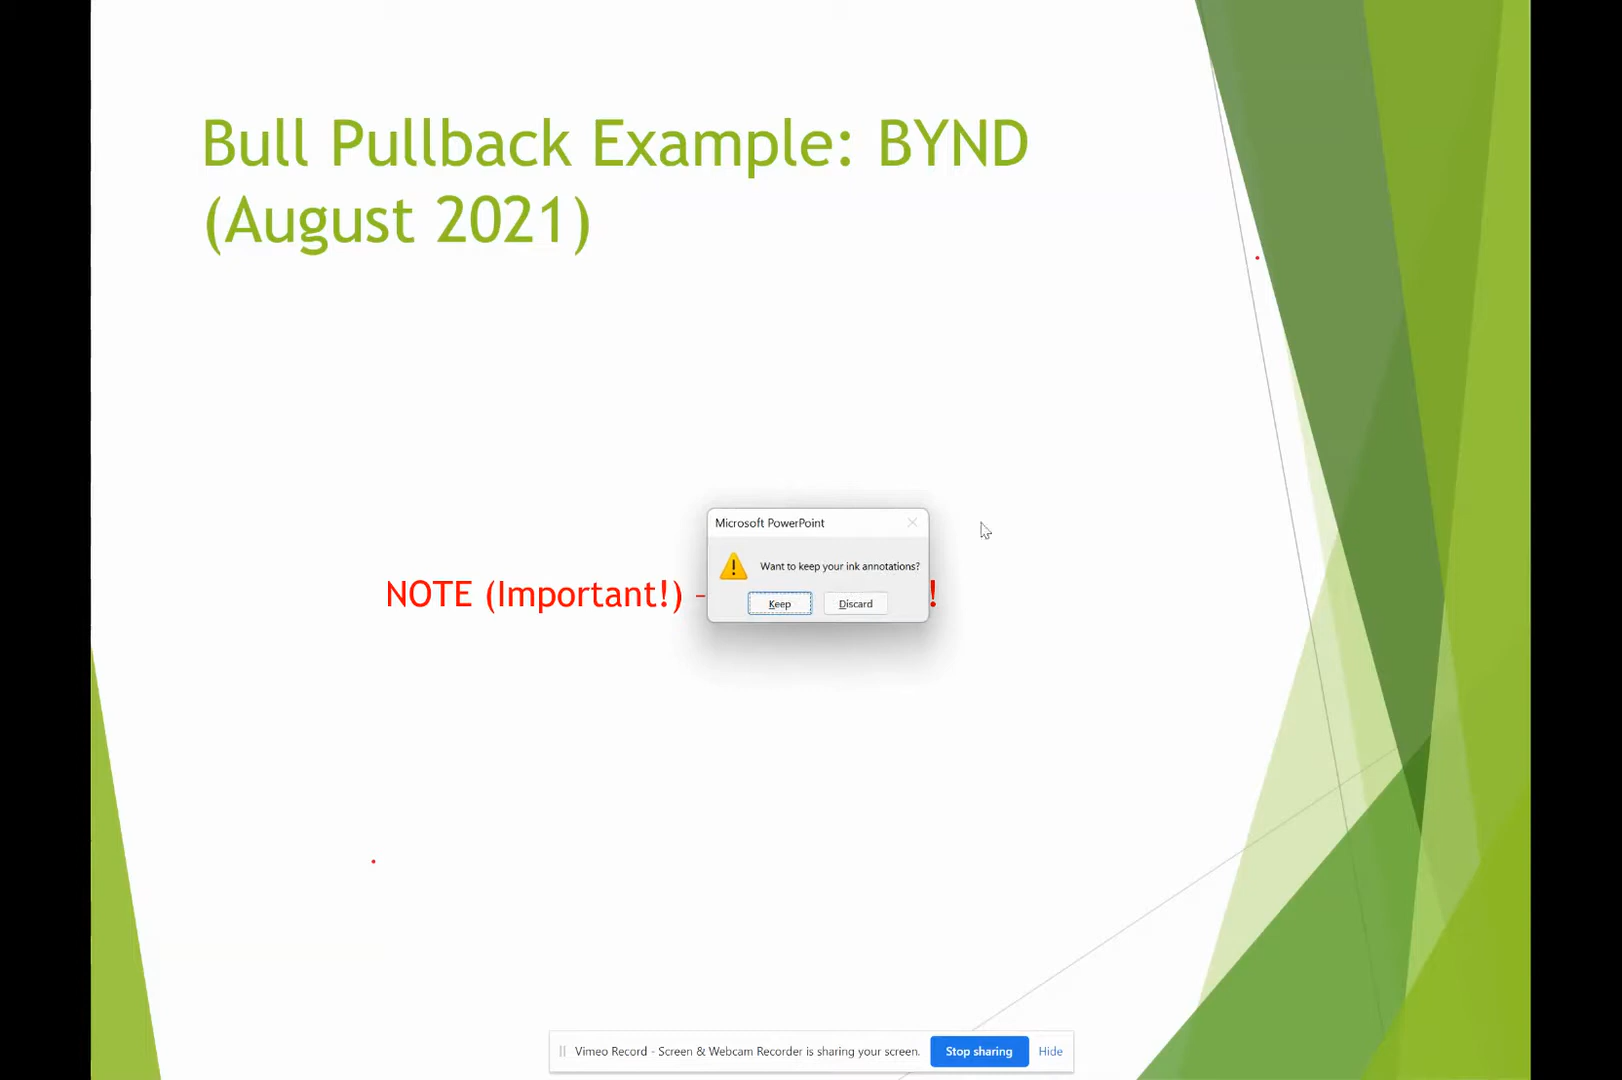 Bull Pullback Example: BYND
(August 2021)
Microsoft PowerPoint
Want to keep your ink annotations?
NOTE (Important!) – !
Keep Discard
Vimeo Record - Screen & Webcam Recorder is sharing your screen. Stop sharing Hide